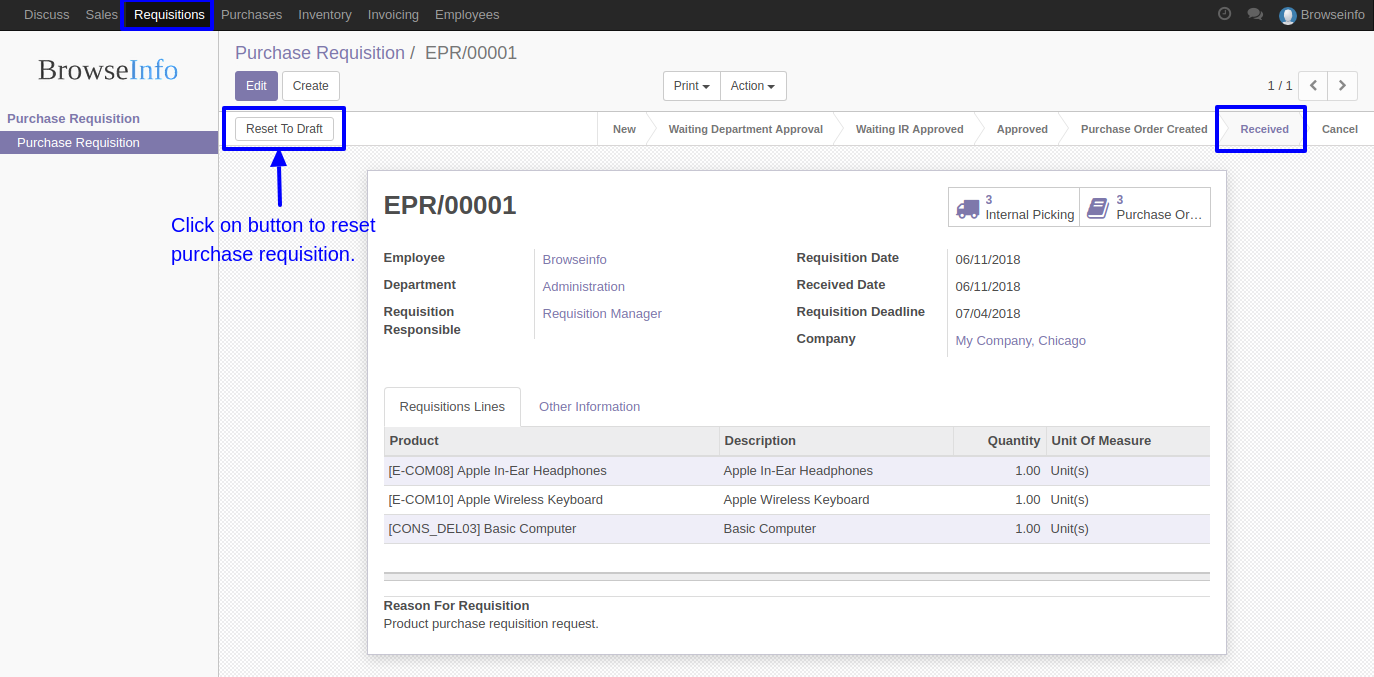 Discuss Sales Requisitions Purchases Inventory Invoicing Employees Browseinfo
BrowseInfo
Purchase Requisition / EPR/00001
Edit Create Print Action 1 / 1
Purchase Requisition
Purchase Requisition
Reset To Draft New Waiting Department Approval Waiting IR Approved Approved Purchase Order Created Received Cancel
Click on button to reset
purchase requisition.
EPR/00001
3
Internal Picking
3
Purchase Or...
Employee Browseinfo
Department Administration
Requisition Responsible Requisition Manager
Requisition Date 06/11/2018
Received Date 06/11/2018
Requisition Deadline 07/04/2018
Company My Company, Chicago
Requisitions Lines Other Information
Product Description Quantity Unit Of Measure
[E-COM08] Apple In-Ear Headphones Apple In-Ear Headphones 1.00 Unit(s)
[E-COM10] Apple Wireless Keyboard Apple Wireless Keyboard 1.00 Unit(s)
[CONS_DEL03] Basic Computer Basic Computer 1.00 Unit(s)
Reason For Requisition
Product purchase requisition request.